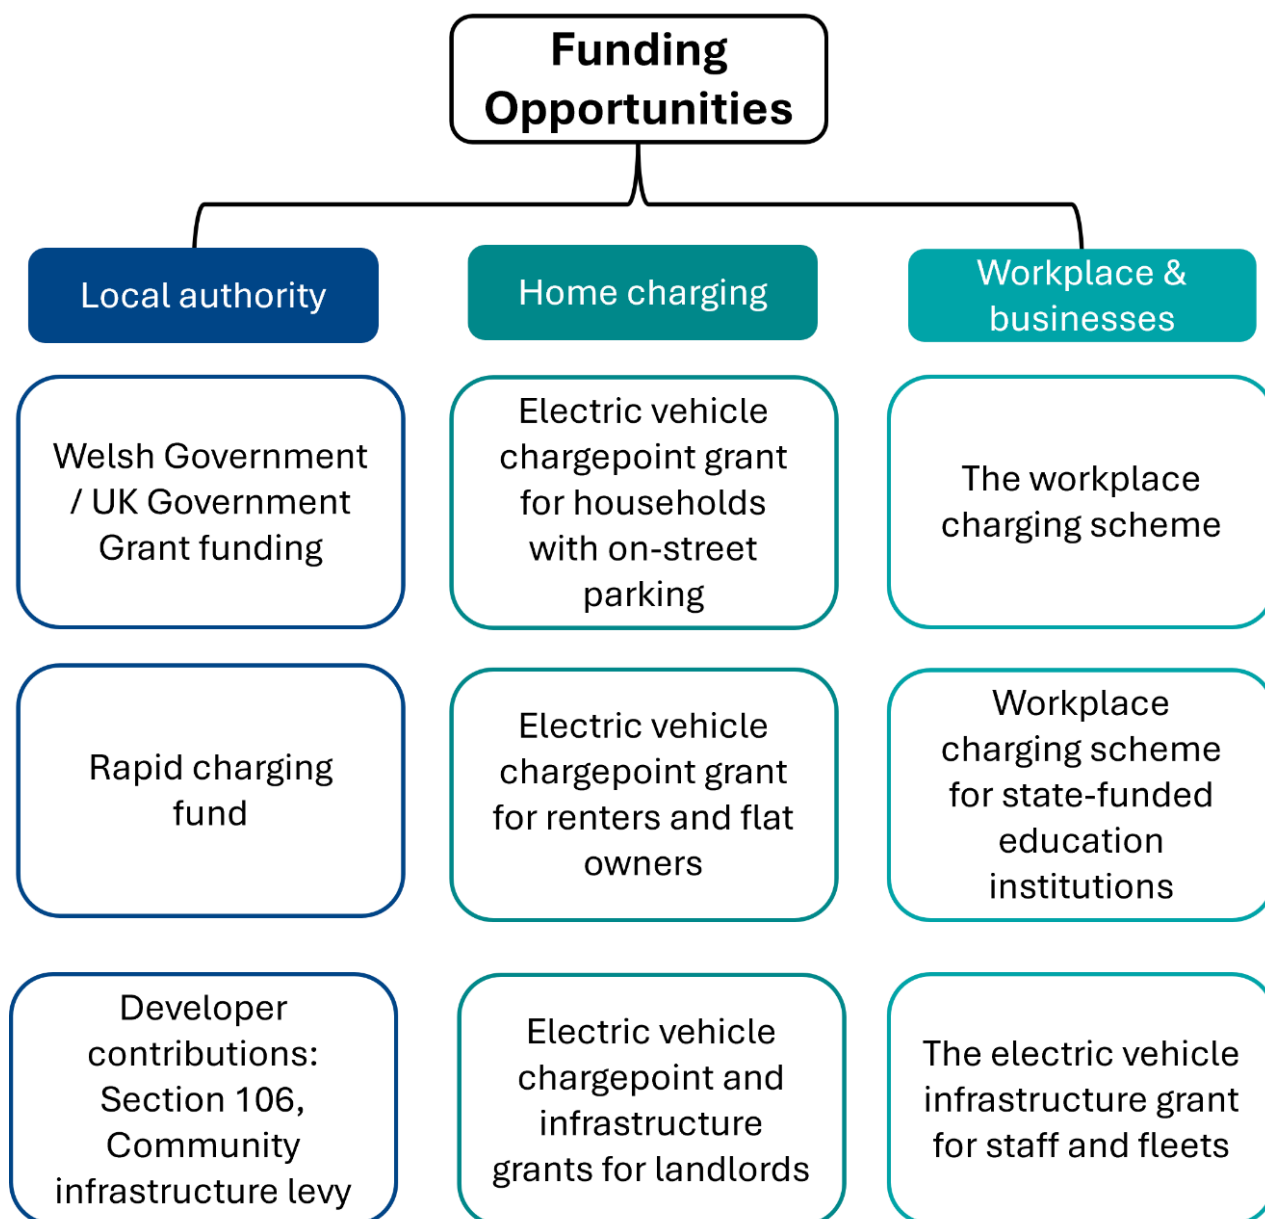 Funding
Opportunities
Local authority
Home charging
Workplace &
businesses
Welsh Government
/ UK Government
Grant funding
Electric vehicle
chargepoint grant
for households
with on-street
parking
The workplace
charging scheme
Rapid charging
fund
Electric vehicle
chargepoint grant
for renters and flat
owners
Workplace
charging scheme
for state-funded
education
institutions
Developer
contributions:
Section 106,
Community
infrastructure levy
Electric vehicle
chargepoint and
infrastructure
grants for landlords
The electric vehicle
infrastructure grant
for staff and fleets